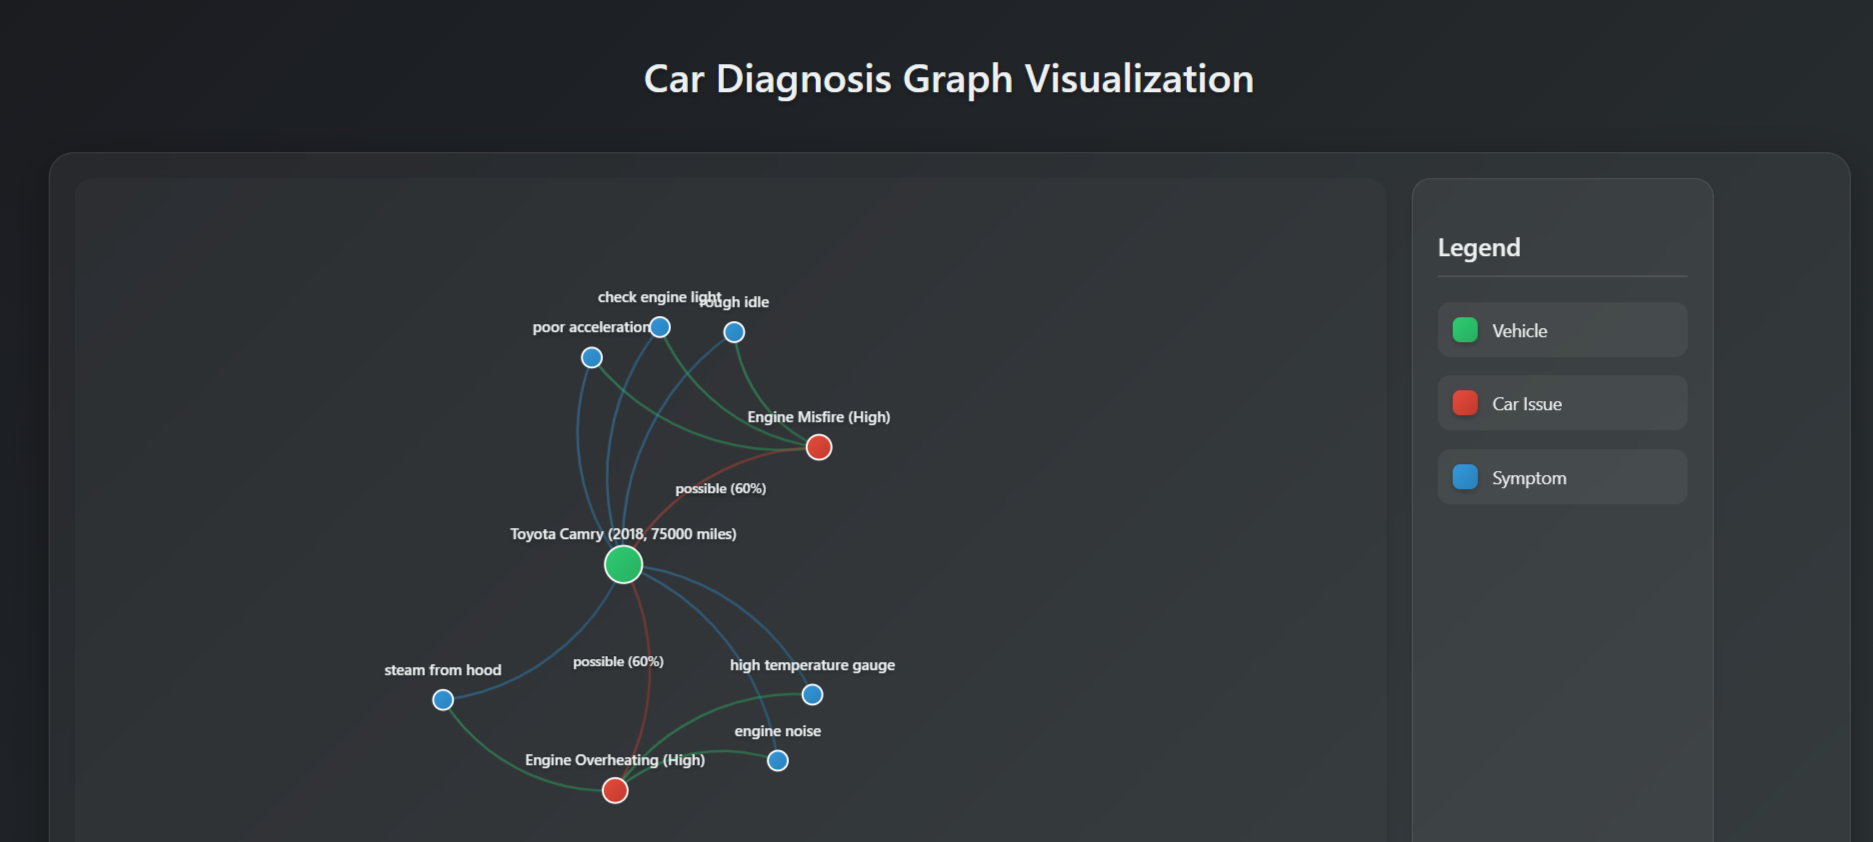 Car Diagnosis Graph Visualization
check engine light
rough idle
poor acceleration
Engine Misfire (High)
possible (60%)
Toyota Camry (2018, 75000 miles)
possible (60%)
high temperature gauge
steam from hood
engine noise
Engine Overheating (High)
Legend
Vehicle
Car Issue
Symptom